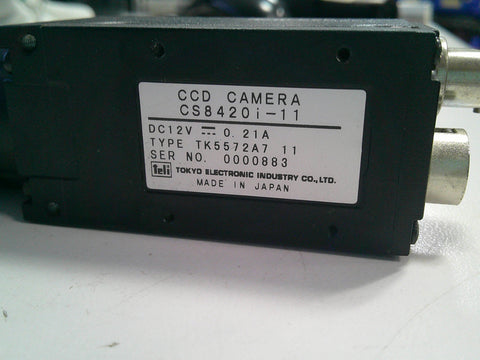 CCD CAMERA
CS8420i-11
DC12V ⎓ 0.21A
TYPE TK5572A7 11
SER NO. 0000883
teli TOKYO ELECTRONIC INDUSTRY CO., LTD.
MADE IN JAPAN